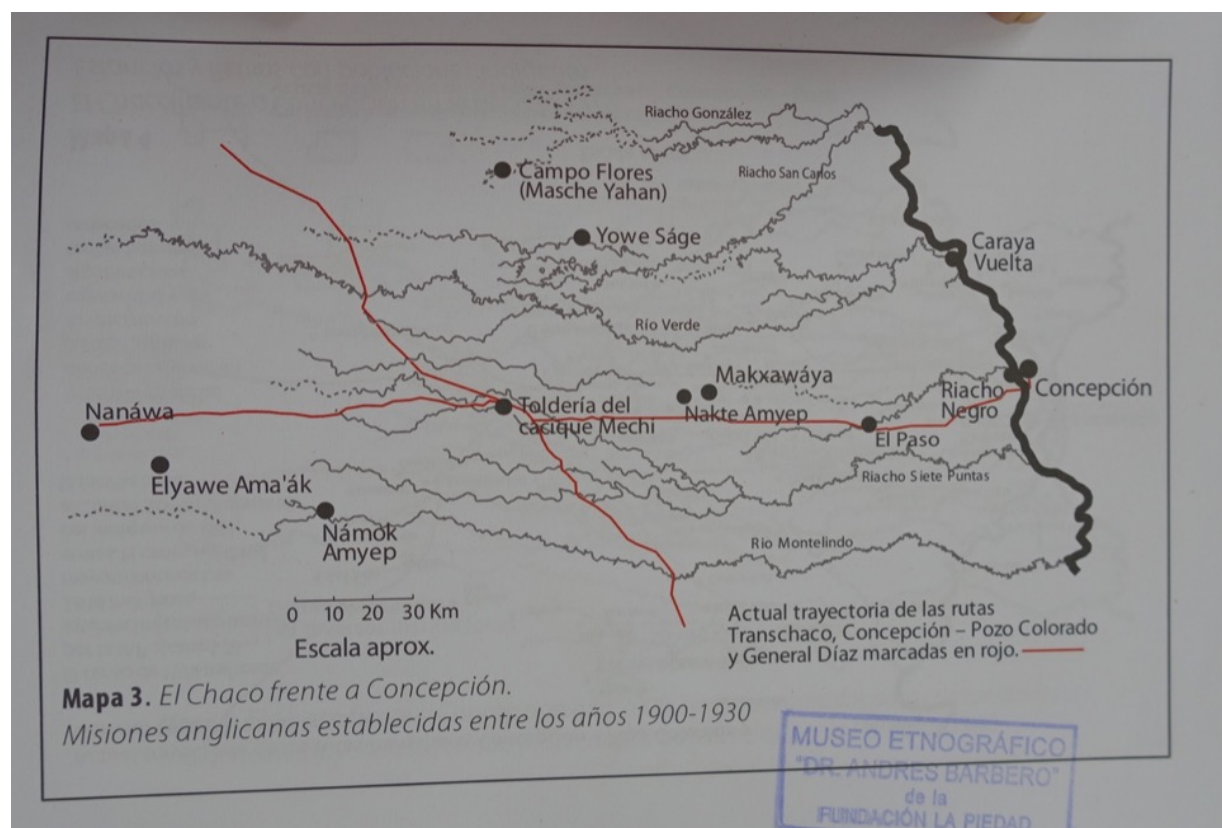 Riacho González
Campo Flores
(Masche Yahan)
Riacho San Carlos
Yowe Ságe
Caraya
Vuelta
Río Verde
Makxawáya
Nakte Amyep
Riacho
Negro
Concepción
Nanáwa
Toldería del
cacique Mechi
El Paso
Elyawe Ama'ák
Riacho Siete Puntas
Námok
Amyep
Rio Montelindo
0 10 20 30 Km
Escala aprox.
Actual trayectoria de las rutas
Transchaco, Concepción – Pozo Colorado
y General Díaz marcadas en rojo.
Mapa 3. El Chaco frente a Concepción.
Misiones anglicanas establecidas entre los años 1900-1930
MUSEO ETNOGRÁFICO
"DR. ANDRES BARBERO"
de la
FUNDACIÓN LA PIEDAD